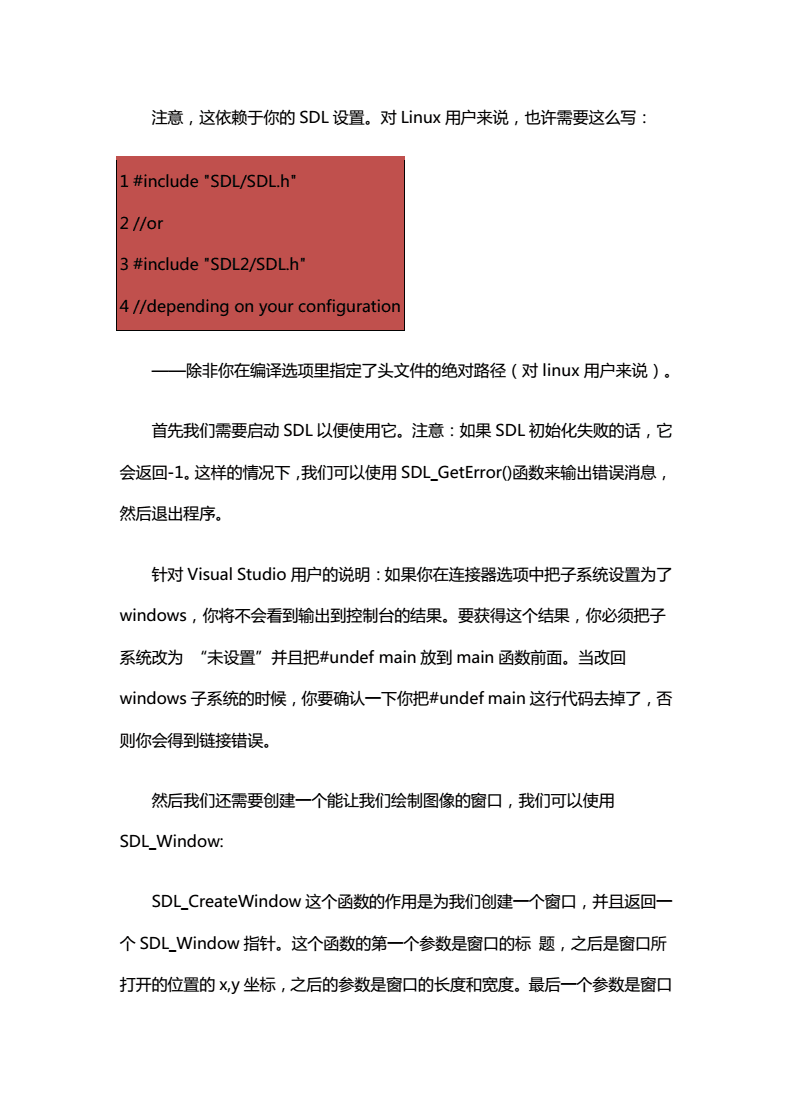 注意，这依赖于你的 SDL 设置。对 Linux 用户来说，也许需要这么写：
1 #include "SDL/SDL.h"
2 //or
3 #include "SDL2/SDL.h"
4 //depending on your configuration
——除非你在编译选项里指定了头文件的绝对路径（对 linux 用户来说）。
首先我们需要启动 SDL 以便使用它。注意：如果 SDL 初始化失败的话，它
会返回-1。这样的情况下，我们可以使用 SDL_GetError()函数来输出错误消息，
然后退出程序。
针对 Visual Studio 用户的说明：如果你在连接器选项中把子系统设置为了
windows，你将不会看到输出到控制台的结果。要获得这个结果，你必须把子
系统改为 “未设置”并且把#undef main 放到 main 函数前面。当改回
windows 子系统的时候，你要确认一下你把#undef main 这行代码去掉了，否
则你会得到链接错误。
然后我们还需要创建一个能让我们绘制图像的窗口，我们可以使用
SDL_Window:
SDL_CreateWindow 这个函数的作用是为我们创建一个窗口，并且返回一
个 SDL_Window 指针。这个函数的第一个参数是窗口的标 题，之后是窗口所
打开的位置的 x,y 坐标，之后的参数是窗口的长度和宽度。最后一个参数是窗口